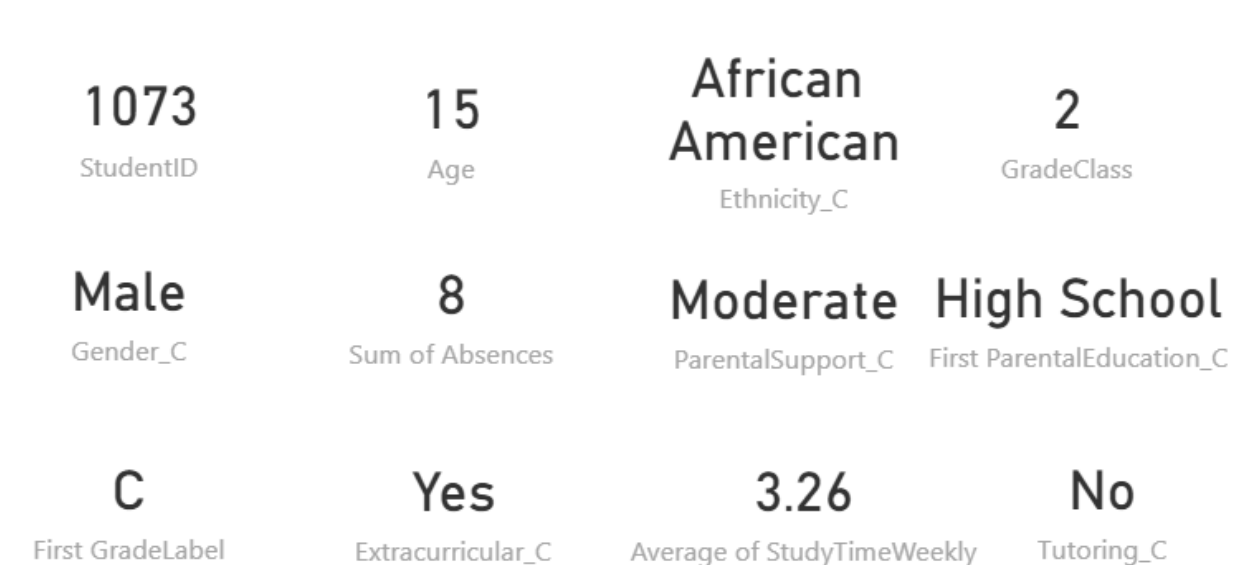 1073
StudentID
15
Age
African
American
Ethnicity_C
2
GradeClass
Male
Gender_C
8
Sum of Absences
Moderate
ParentalSupport_C
High School
First ParentalEducation_C
C
First GradeLabel
Yes
Extracurricular_C
3.26
Average of StudyTimeWeekly
No
Tutoring_C